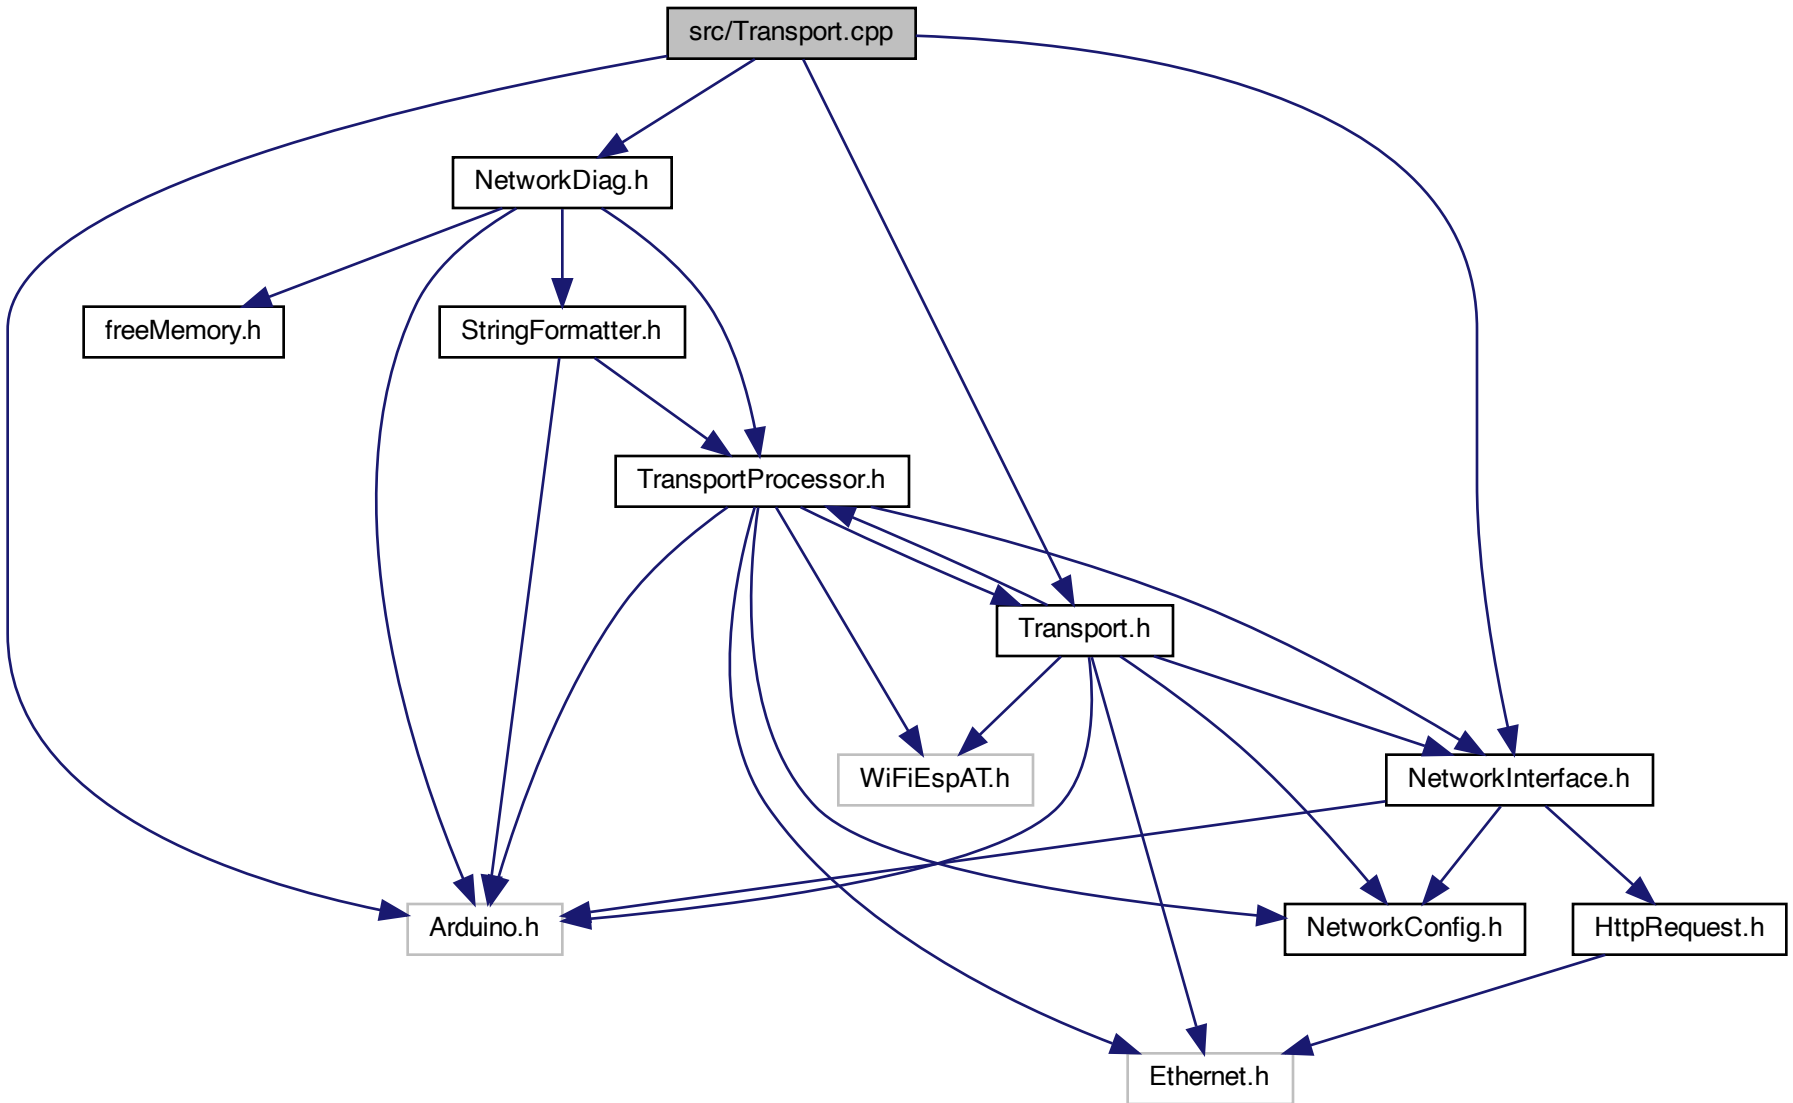 src/Transport.cpp
NetworkDiag.h
freeMemory.h
StringFormatter.h
TransportProcessor.h
Transport.h
WiFiEspAT.h
NetworkInterface.h
Arduino.h
NetworkConfig.h
HttpRequest.h
Ethernet.h